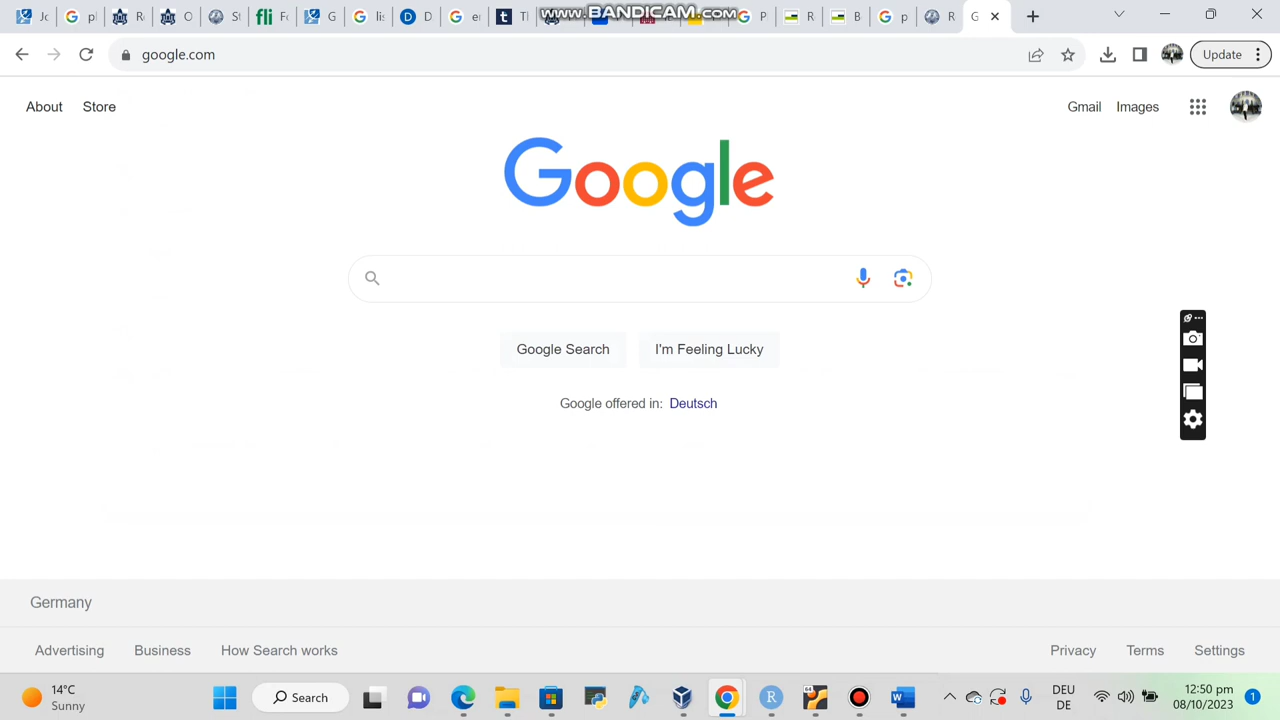 www.BANDICAM.com
google.com
Update
About Store
Gmail Images
Google
Google Search I'm Feeling Lucky
Google offered in: Deutsch
Germany
Advertising Business How Search works
Privacy Terms Settings
14°C
Sunny
Search
DEU
DE
12:50 pm
08/10/2023
1